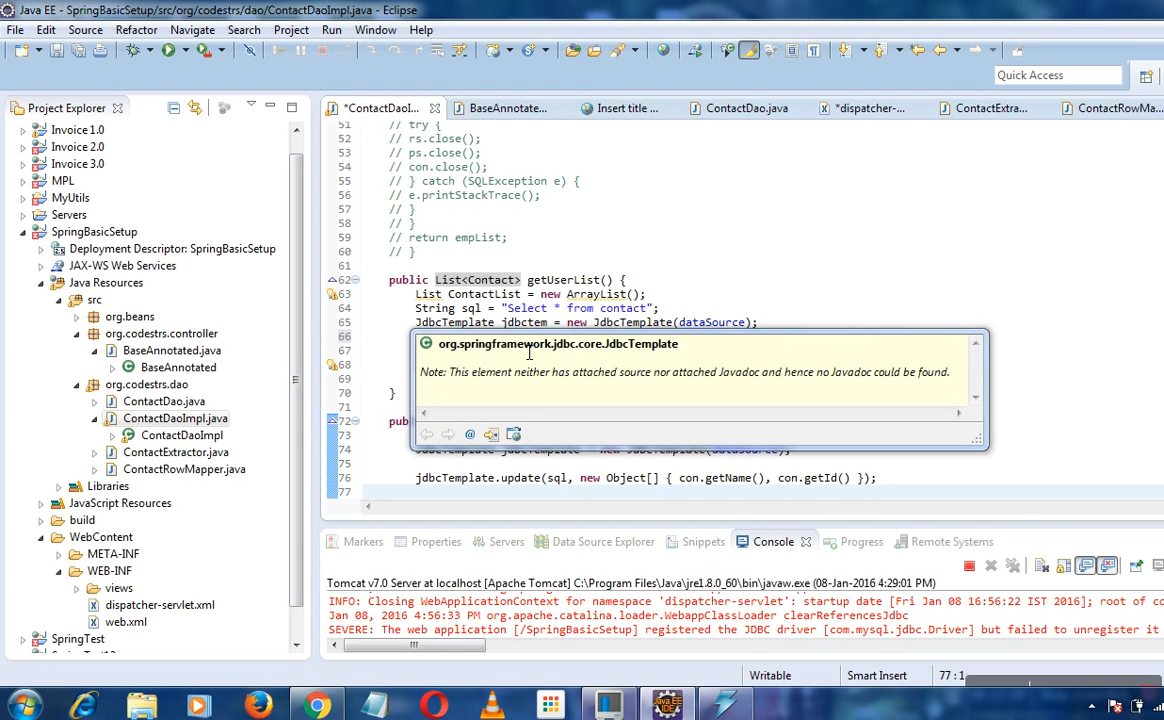 Java EE - SpringBasicSetup/src/org/codestrs/dao/ContactDaoImpl.java - Eclipse
File Edit Source Refactor Navigate Search Project Run Window Help
Quick Access
Project Explorer
*ContactDaoI... BaseAnnotate... Insert title ... ContactDao.java *dispatcher-... ContactExtra... ContactRowMa...
Invoice 1.0
Invoice 2.0
Invoice 3.0
MPL
MyUtils
Servers
SpringBasicSetup
Deployment Descriptor: SpringBasicSetup
JAX-WS Web Services
Java Resources
src
org.beans
org.codestrs.controller
BaseAnnotated.java
BaseAnnotated
org.codestrs.dao
ContactDao.java
ContactDaoImpl.java
ContactDaoImpl
ContactExtractor.java
ContactRowMapper.java
Libraries
JavaScript Resources
build
WebContent
META-INF
WEB-INF
views
dispatcher-servlet.xml
web.xml
SpringTest
51 // try {
52 // rs.close();
53 // ps.close();
54 // con.close();
55 // } catch (SQLException e) {
56 // e.printStackTrace();
57 // }
58 // }
59 // return empList;
60 // }
61
62 public List<Contact> getUserList() {
63 List ContactList = new ArrayList();
64 String sql = "Select * from contact";
65 JdbcTemplate jdbctem = new JdbcTemplate(dataSource);
66
67
68
69
70 }
71
72 pub
73
74
75
76 jdbcTemplate.update(sql, new Object[] { con.getName(), con.getId() });
77
org.springframework.jdbc.core.JdbcTemplate
Note: This element neither has attached source nor attached Javadoc and hence no Javadoc could be found.
Markers Properties Servers Data Source Explorer Snippets Console Progress Remote Systems
Tomcat v7.0 Server at localhost [Apache Tomcat] C:\Program Files\Java\jre1.8.0_60\bin\javaw.exe (08-Jan-2016 4:29:01 PM)
INFO: Closing WebApplicationContext for namespace 'dispatcher-servlet': startup date [Fri Jan 08 16:56:22 IST 2016]; root of co
Jan 08, 2016 4:56:33 PM org.apache.catalina.loader.WebappClassLoader clearReferencesJdbc
SEVERE: The web application [/SpringBasicSetup] registered the JDBC driver [com.mysql.jdbc.Driver] but failed to unregister it
Writable Smart Insert 77 : 1